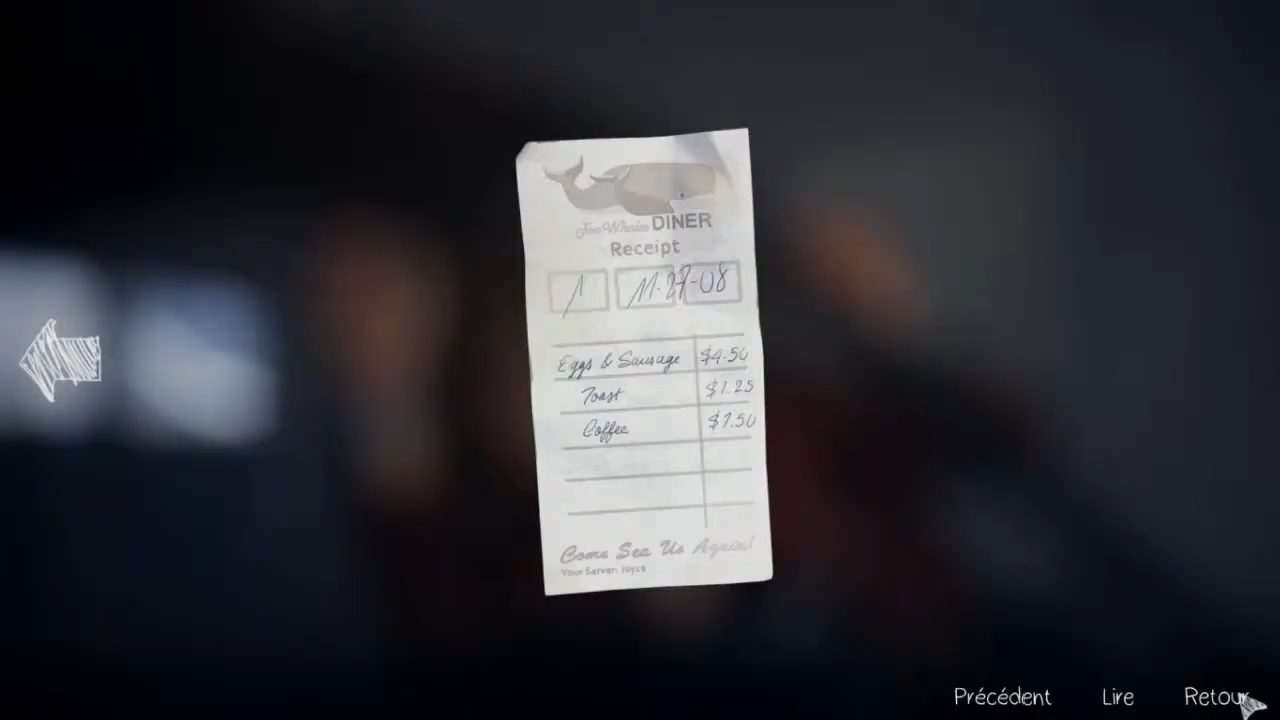 Two Whales DINER
Receipt
1 11-27-08
Eggs & Sausage $4.50
Toast $1.25
Coffee $1.50
Come See Us Again!
Your Server: Joyce
Précédent Lire Retour